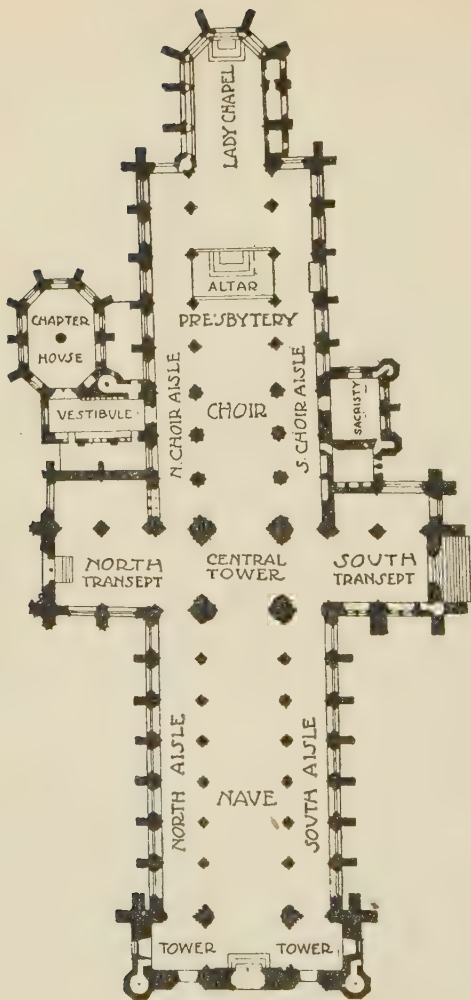 LADY CHAPEL
ALTAR
PRESBYTERY
CHAPTER
HOUSE
VESTIBULE
N. CHOIR AISLE
CHOIR
S. CHOIR AISLE
SACRISTY
NORTH
TRANSEPT
CENTRAL
TOWER
SOUTH
TRANSEPT
NORTH AISLE
NAVE
SOUTH AISLE
TOWER
TOWER